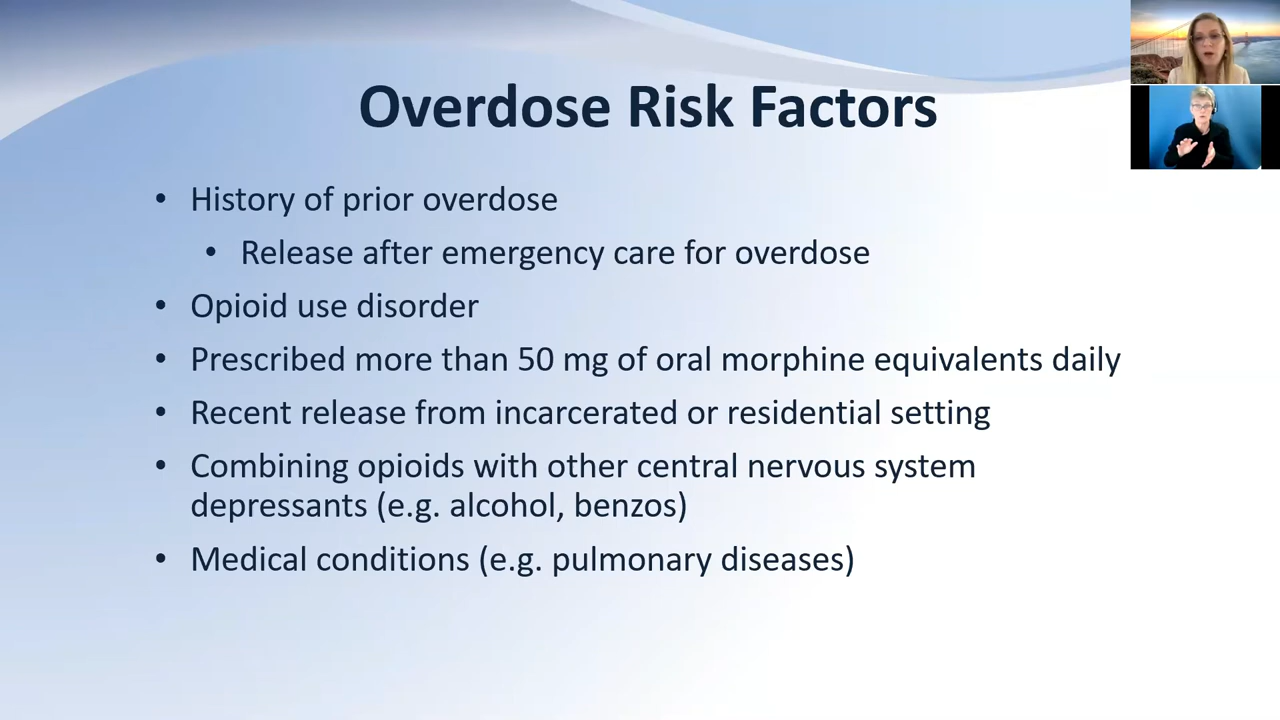 Overdose Risk Factors
• History of prior overdose
• Release after emergency care for overdose
• Opioid use disorder
• Prescribed more than 50 mg of oral morphine equivalents daily
• Recent release from incarcerated or residential setting
• Combining opioids with other central nervous system
depressants (e.g. alcohol, benzos)
• Medical conditions (e.g. pulmonary diseases)